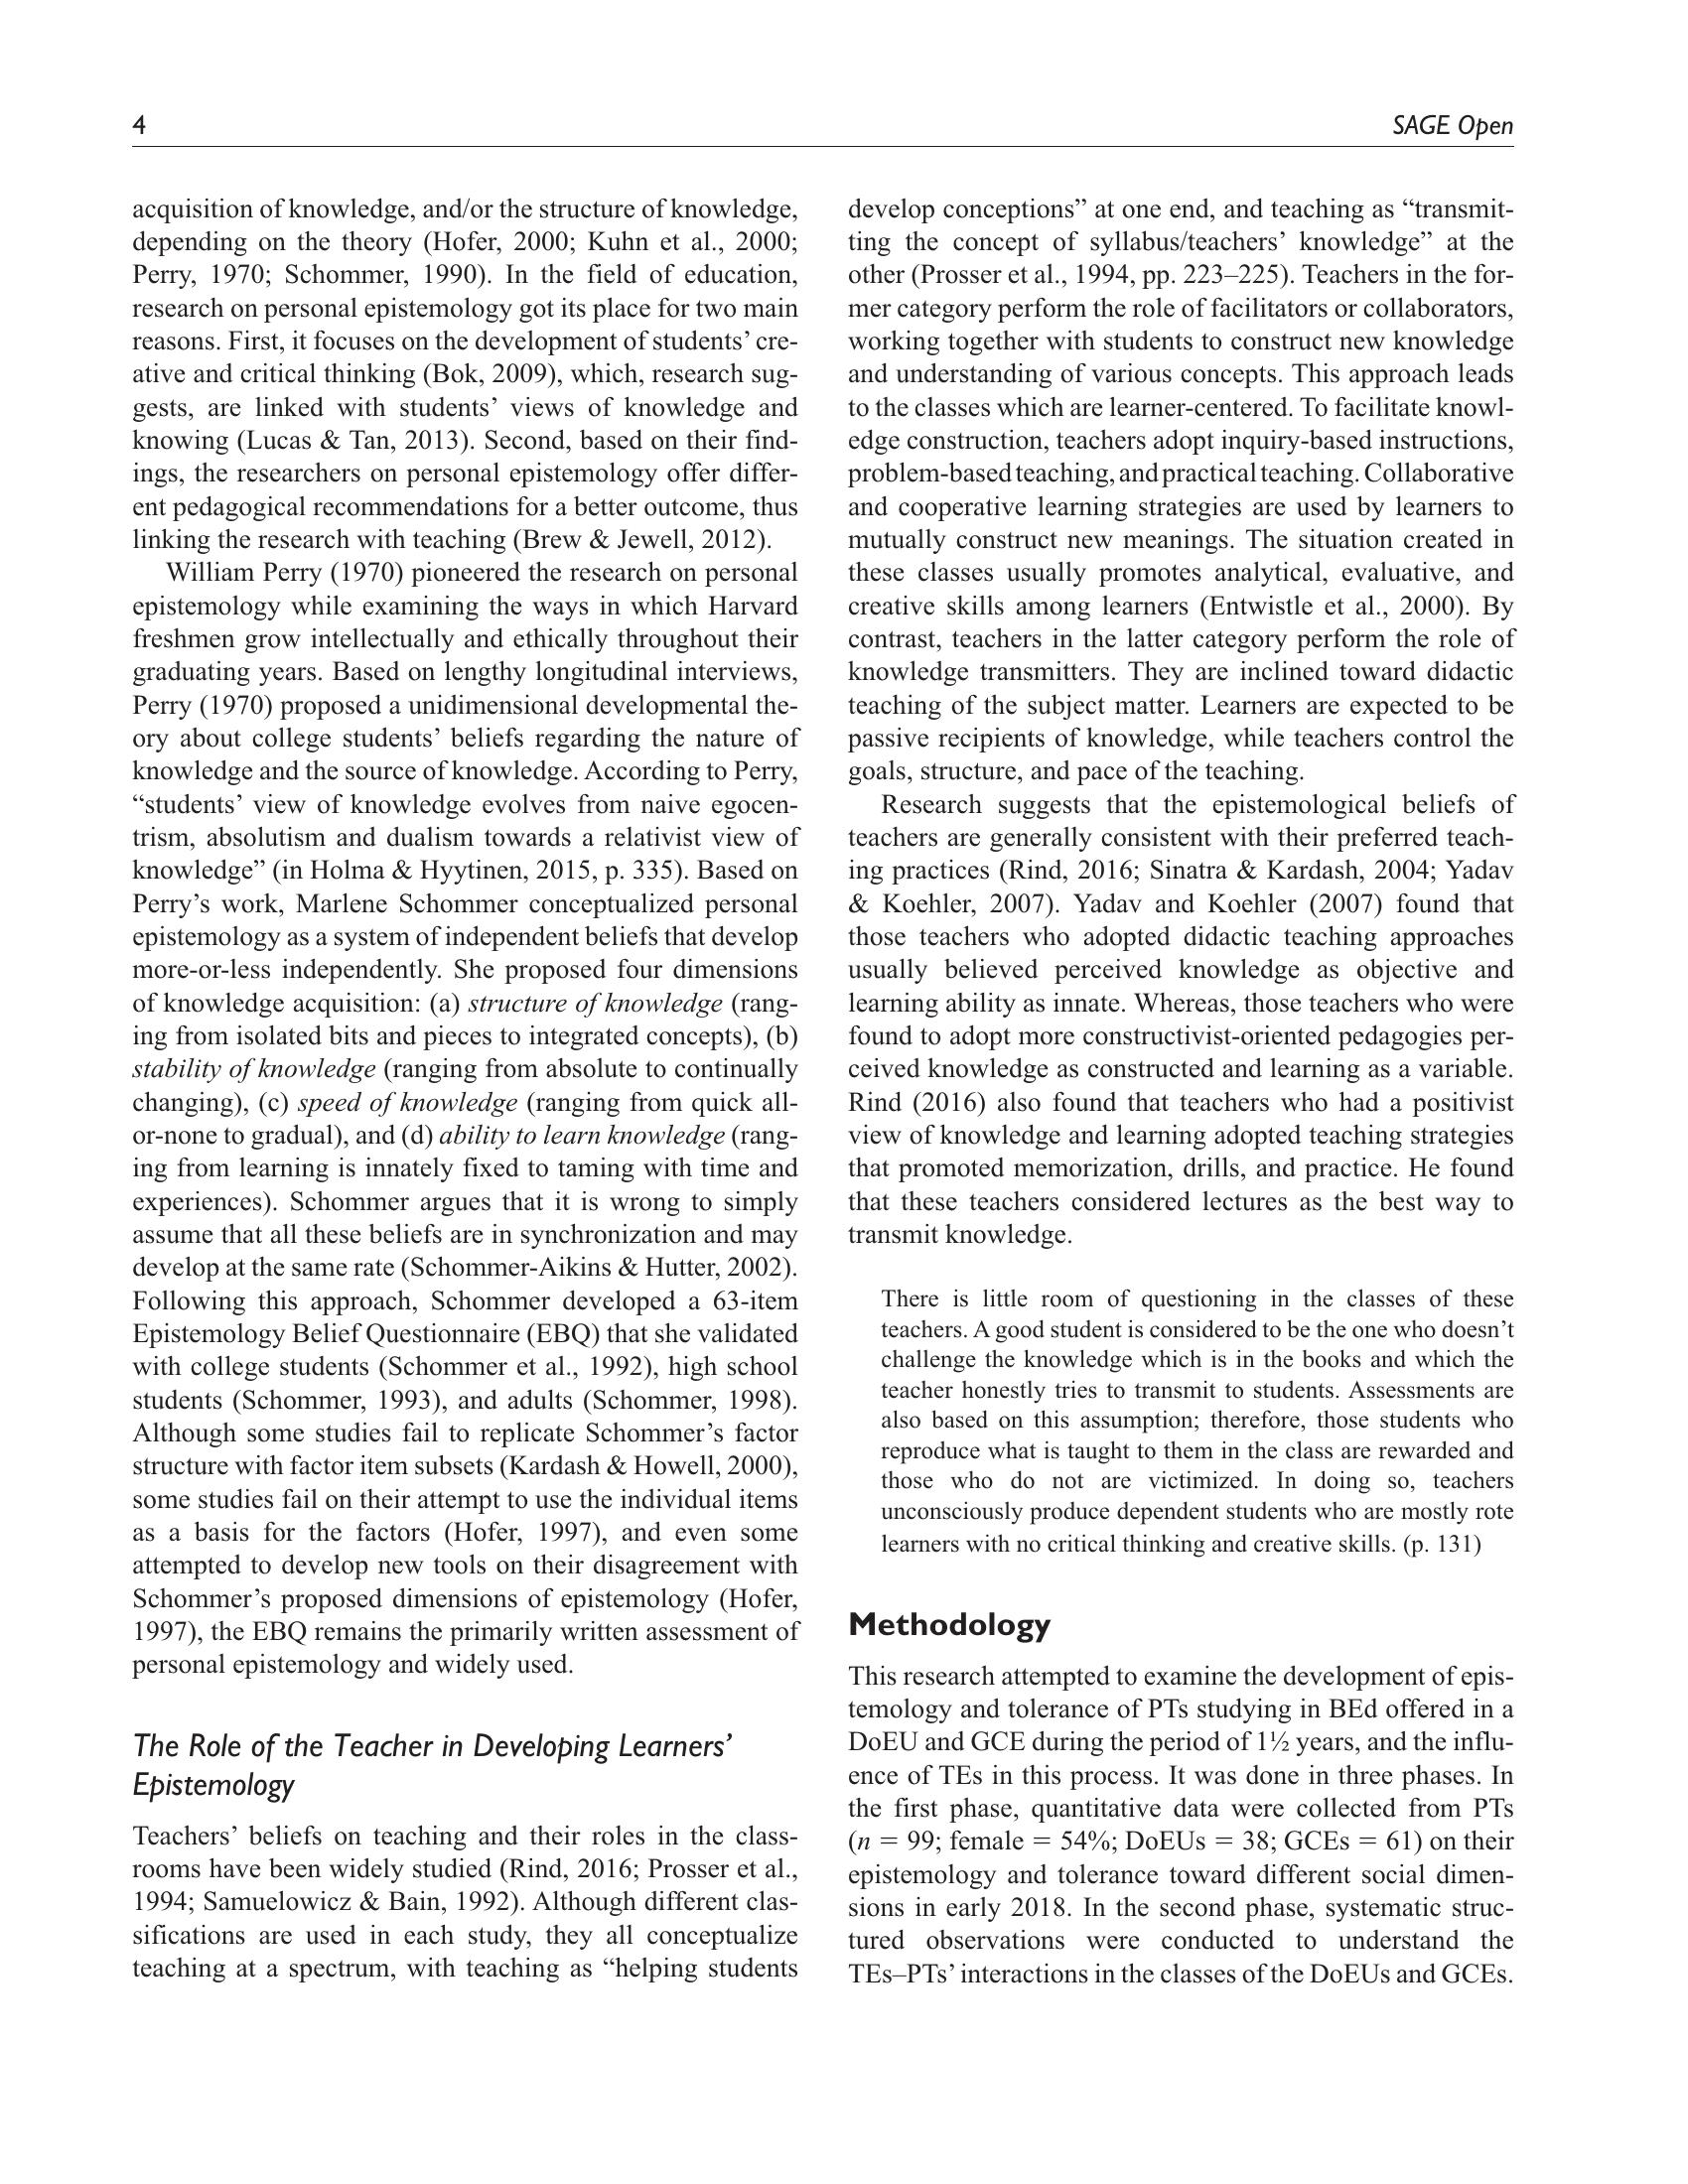 4
SAGE Open
acquisition of knowledge, and/or the structure of knowledge,
depending on the theory (Hofer, 2000; Kuhn et al., 2000;
Perry, 1970; Schommer, 1990). In the field of education,
research on personal epistemology got its place for two main
reasons. First, it focuses on the development of students’ cre-
ative and critical thinking (Bok, 2009), which, research sug-
gests, are linked with students’ views of knowledge and
knowing (Lucas & Tan, 2013). Second, based on their find-
ings, the researchers on personal epistemology offer differ-
ent pedagogical recommendations for a better outcome, thus
linking the research with teaching (Brew & Jewell, 2012).
William Perry (1970) pioneered the research on personal
epistemology while examining the ways in which Harvard
freshmen grow intellectually and ethically throughout their
graduating years. Based on lengthy longitudinal interviews,
Perry (1970) proposed a unidimensional developmental the-
ory about college students’ beliefs regarding the nature of
knowledge and the source of knowledge. According to Perry,
“students’ view of knowledge evolves from naive egocen-
trism, absolutism and dualism towards a relativist view of
knowledge” (in Holma & Hyytinen, 2015, p. 335). Based on
Perry’s work, Marlene Schommer conceptualized personal
epistemology as a system of independent beliefs that develop
more-or-less independently. She proposed four dimensions
of knowledge acquisition: (a) structure of knowledge (rang-
ing from isolated bits and pieces to integrated concepts), (b)
stability of knowledge (ranging from absolute to continually
changing), (c) speed of knowledge (ranging from quick all-
or-none to gradual), and (d) ability to learn knowledge (rang-
ing from learning is innately fixed to taming with time and
experiences). Schommer argues that it is wrong to simply
assume that all these beliefs are in synchronization and may
develop at the same rate (Schommer-Aikins & Hutter, 2002).
Following this approach, Schommer developed a 63-item
Epistemology Belief Questionnaire (EBQ) that she validated
with college students (Schommer et al., 1992), high school
students (Schommer, 1993), and adults (Schommer, 1998).
Although some studies fail to replicate Schommer’s factor
structure with factor item subsets (Kardash & Howell, 2000),
some studies fail on their attempt to use the individual items
as a basis for the factors (Hofer, 1997), and even some
attempted to develop new tools on their disagreement with
Schommer’s proposed dimensions of epistemology (Hofer,
1997), the EBQ remains the primarily written assessment of
personal epistemology and widely used.
The Role of the Teacher in Developing Learners’
Epistemology
Teachers’ beliefs on teaching and their roles in the class-
rooms have been widely studied (Rind, 2016; Prosser et al.,
1994; Samuelowicz & Bain, 1992). Although different clas-
sifications are used in each study, they all conceptualize
teaching at a spectrum, with teaching as “helping students
develop conceptions” at one end, and teaching as “transmit-
ting the concept of syllabus/teachers’ knowledge” at the
other (Prosser et al., 1994, pp. 223–225). Teachers in the for-
mer category perform the role of facilitators or collaborators,
working together with students to construct new knowledge
and understanding of various concepts. This approach leads
to the classes which are learner-centered. To facilitate knowl-
edge construction, teachers adopt inquiry-based instructions,
problem-based teaching, and practical teaching. Collaborative
and cooperative learning strategies are used by learners to
mutually construct new meanings. The situation created in
these classes usually promotes analytical, evaluative, and
creative skills among learners (Entwistle et al., 2000). By
contrast, teachers in the latter category perform the role of
knowledge transmitters. They are inclined toward didactic
teaching of the subject matter. Learners are expected to be
passive recipients of knowledge, while teachers control the
goals, structure, and pace of the teaching.
Research suggests that the epistemological beliefs of
teachers are generally consistent with their preferred teach-
ing practices (Rind, 2016; Sinatra & Kardash, 2004; Yadav
& Koehler, 2007). Yadav and Koehler (2007) found that
those teachers who adopted didactic teaching approaches
usually believed perceived knowledge as objective and
learning ability as innate. Whereas, those teachers who were
found to adopt more constructivist-oriented pedagogies per-
ceived knowledge as constructed and learning as a variable.
Rind (2016) also found that teachers who had a positivist
view of knowledge and learning adopted teaching strategies
that promoted memorization, drills, and practice. He found
that these teachers considered lectures as the best way to
transmit knowledge.
There is little room of questioning in the classes of these
teachers. A good student is considered to be the one who doesn’t
challenge the knowledge which is in the books and which the
teacher honestly tries to transmit to students. Assessments are
also based on this assumption; therefore, those students who
reproduce what is taught to them in the class are rewarded and
those who do not are victimized. In doing so, teachers
unconsciously produce dependent students who are mostly rote
learners with no critical thinking and creative skills. (p. 131)
Methodology
This research attempted to examine the development of epis-
temology and tolerance of PTs studying in BEd offered in a
DoEU and GCE during the period of 1½ years, and the influ-
ence of TEs in this process. It was done in three phases. In
the first phase, quantitative data were collected from PTs
(n = 99; female = 54%; DoEUs = 38; GCEs = 61) on their
epistemology and tolerance toward different social dimen-
sions in early 2018. In the second phase, systematic struc-
tured observations were conducted to understand the
TEs–PTs’ interactions in the classes of the DoEUs and GCEs.